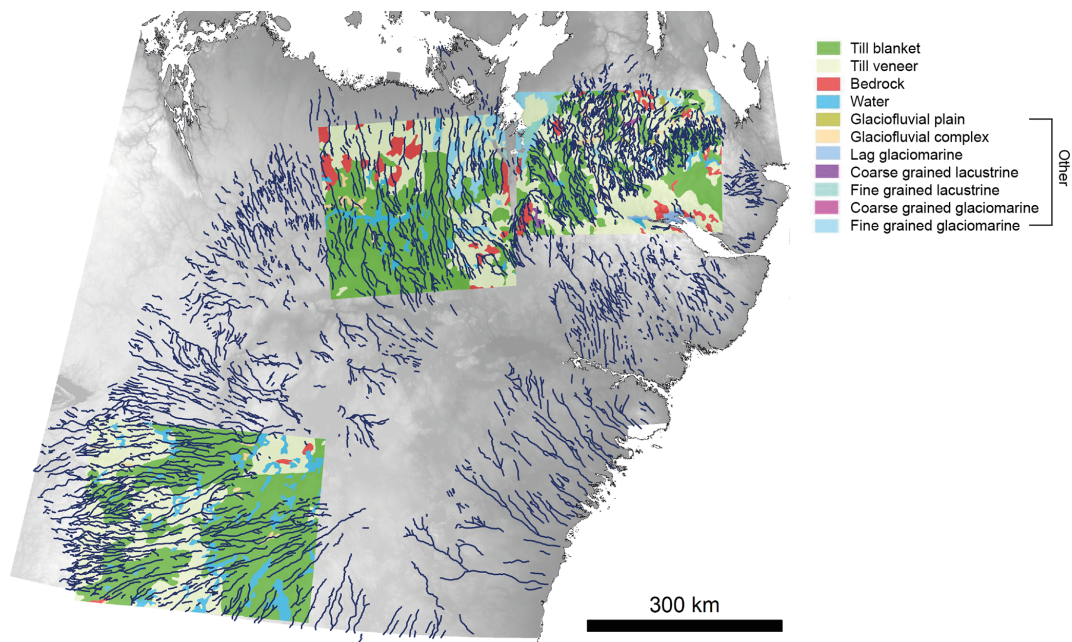 Till blanket
Till veneer
Bedrock
Water
Glaciofluvial plain
Glaciofluvial complex
Lag glaciomarine
Coarse grained lacustrine
Fine grained lacustrine
Coarse grained glaciomarine
Fine grained glaciomarine
Other
300 km